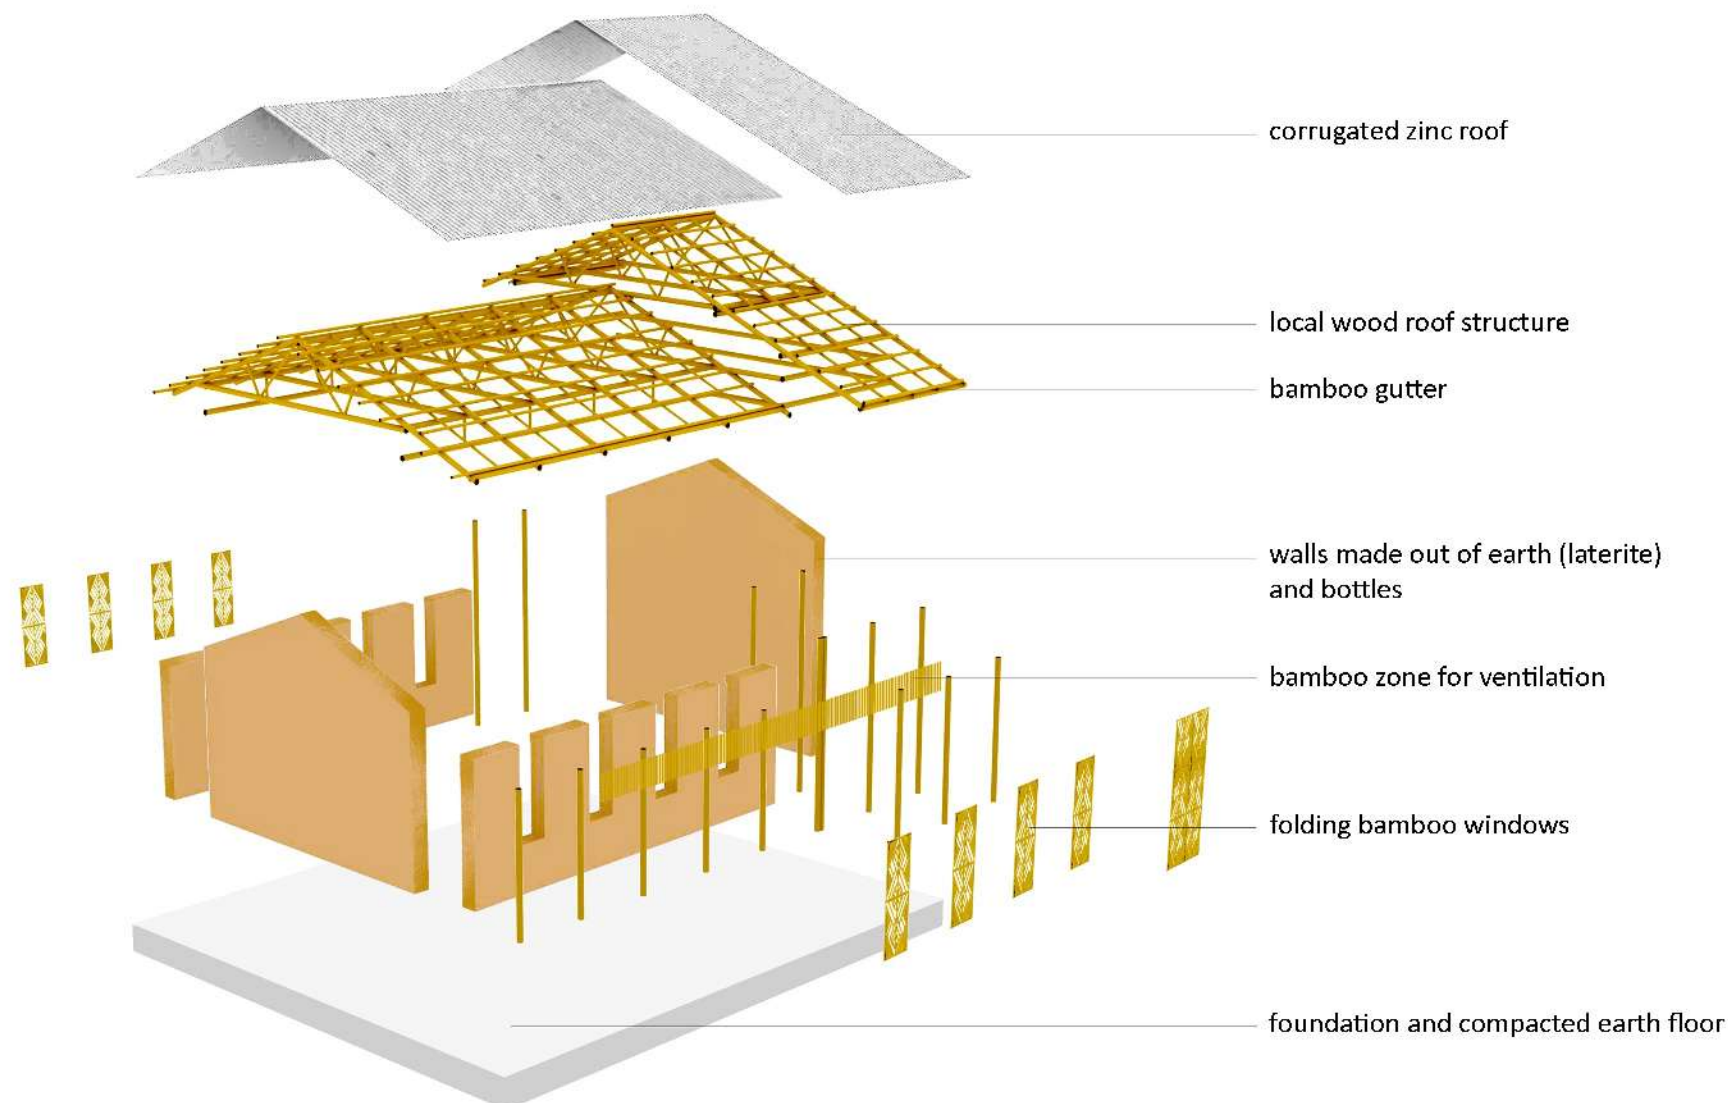 corrugated zinc roof
local wood roof structure
bamboo gutter
walls made out of earth (laterite)
and bottles
bamboo zone for ventilation
folding bamboo windows
foundation and compacted earth floor